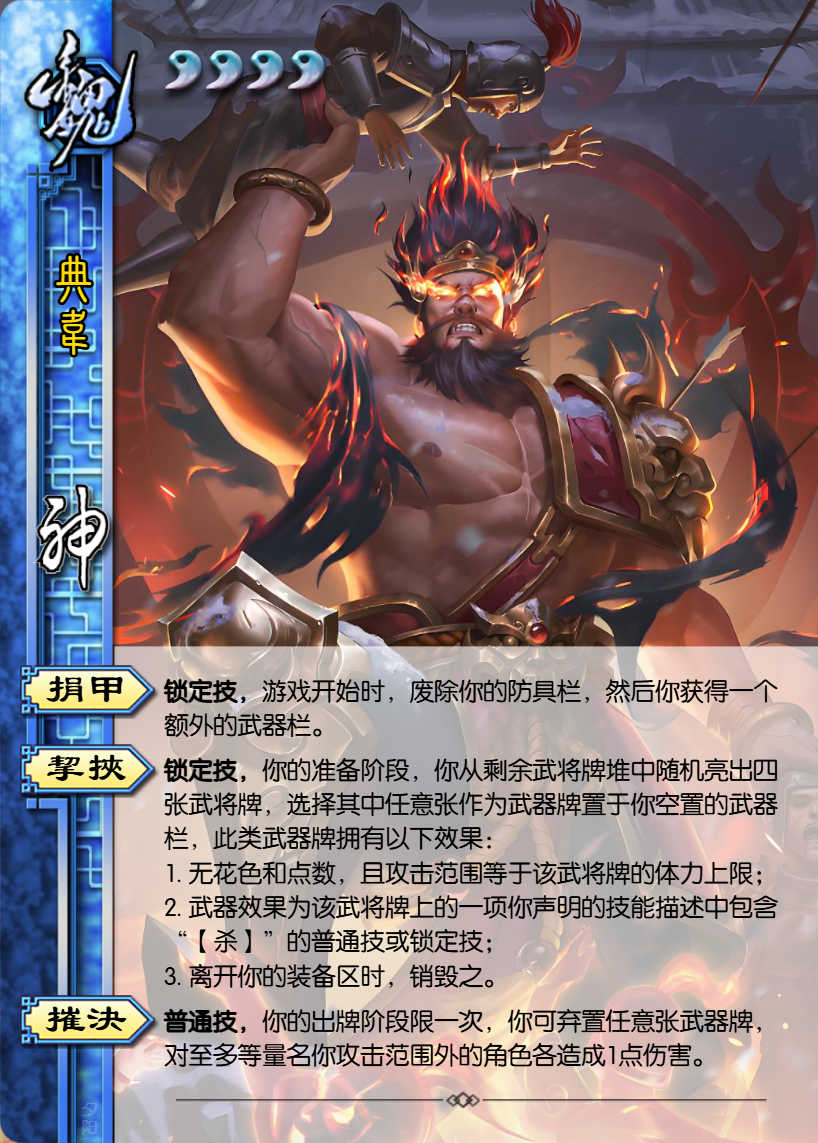 魏
典韦
神
捐甲
锁定技，游戏开始时，废除你的防具栏，然后你获得一个
额外的武器栏。
挈挾
锁定技，你的准备阶段，你从剩余武将牌堆中随机亮出四
张武将牌，选择其中任意张作为武器牌置于你空置的武器
栏，此类武器牌拥有以下效果：
1. 无花色和点数，且攻击范围等于该武将牌的体力上限；
2. 武器效果为该武将牌上的一项你声明的技能描述中包含
“【杀】”的普通技或锁定技；
3. 离开你的装备区时，销毁之。
摧決
普通技，你的出牌阶段限一次，你可弃置任意张武器牌，
对至多等量名你攻击范围外的角色各造成1点伤害。
夕阳